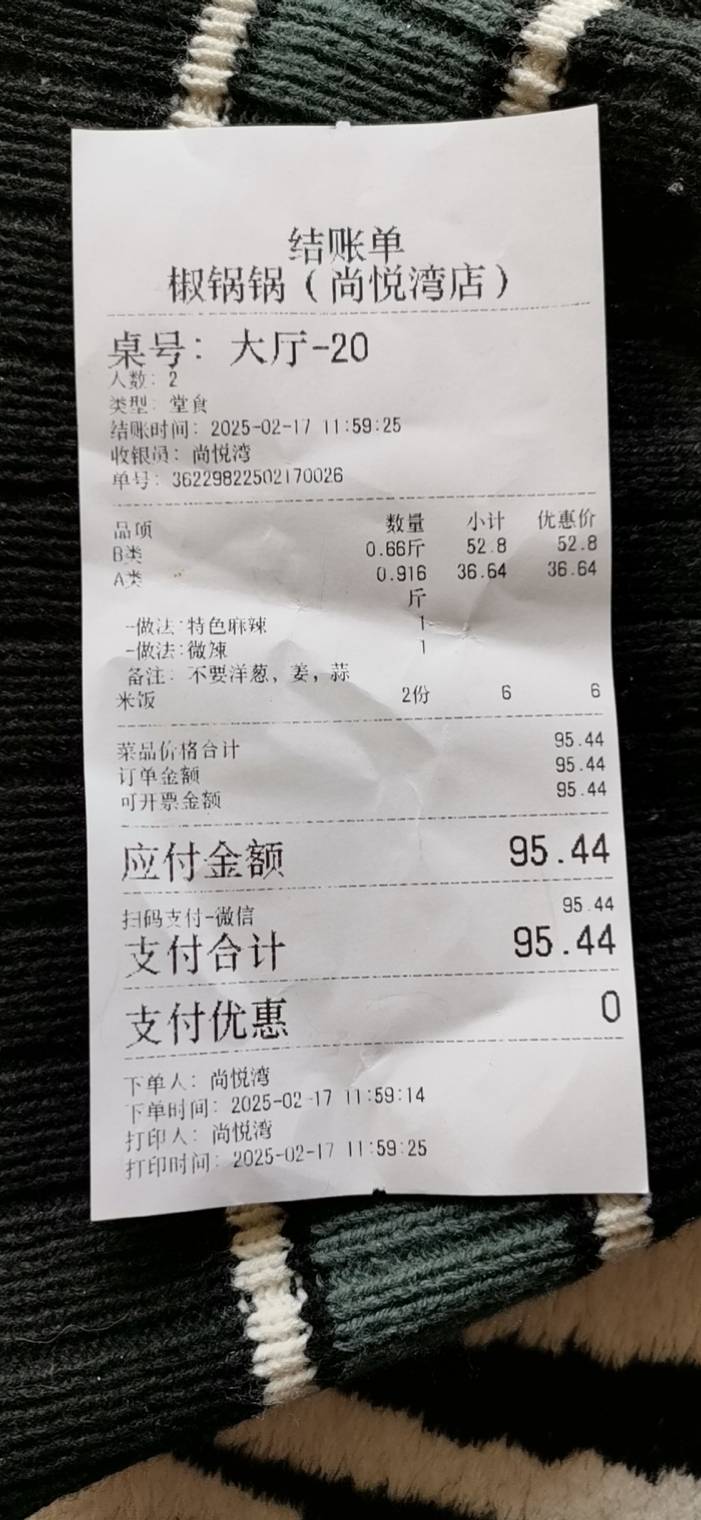 结账单
椒锅锅（尚悦湾店）
桌号：大厅-20
人数：2
类型：堂食
结账时间：2025-02-17 11:59:25
收银员：尚悦湾
单号：36229822502170026
品项 数量 小计 优惠价
B类 0.66斤 52.8 52.8
A类 0.916 36.64 36.64
斤
-做法:特色麻辣 1
-做法:微辣 1
备注：不要洋葱，姜，蒜
米饭 2份 6 6
菜品价格合计 95.44
订单金额 95.44
可开票金额 95.44
应付金额 95.44
扫码支付-微信 95.44
支付合计 95.44
支付优惠 0
下单人：尚悦湾
下单时间：2025-02-17 11:59:14
打印人：尚悦湾
打印时间：2025-02-17 11:59:25